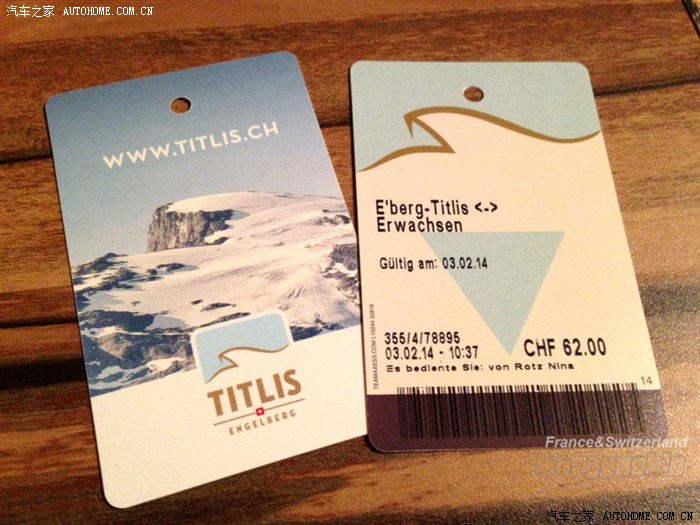 汽车之家 AUTOHOME.COM.CN
WWW.TITLIS.CH
TITLIS
ENGELBERG
E'berg-Titlis <->
Erwachsen
Gültig am: 03.02.14
355/4/78895
03.02.14 - 10:37
CHF 62.00
Es bediente Sie: von Rotz Nina
14
France&Switzerland
汽车之家 AUTOHOME.COM.CN